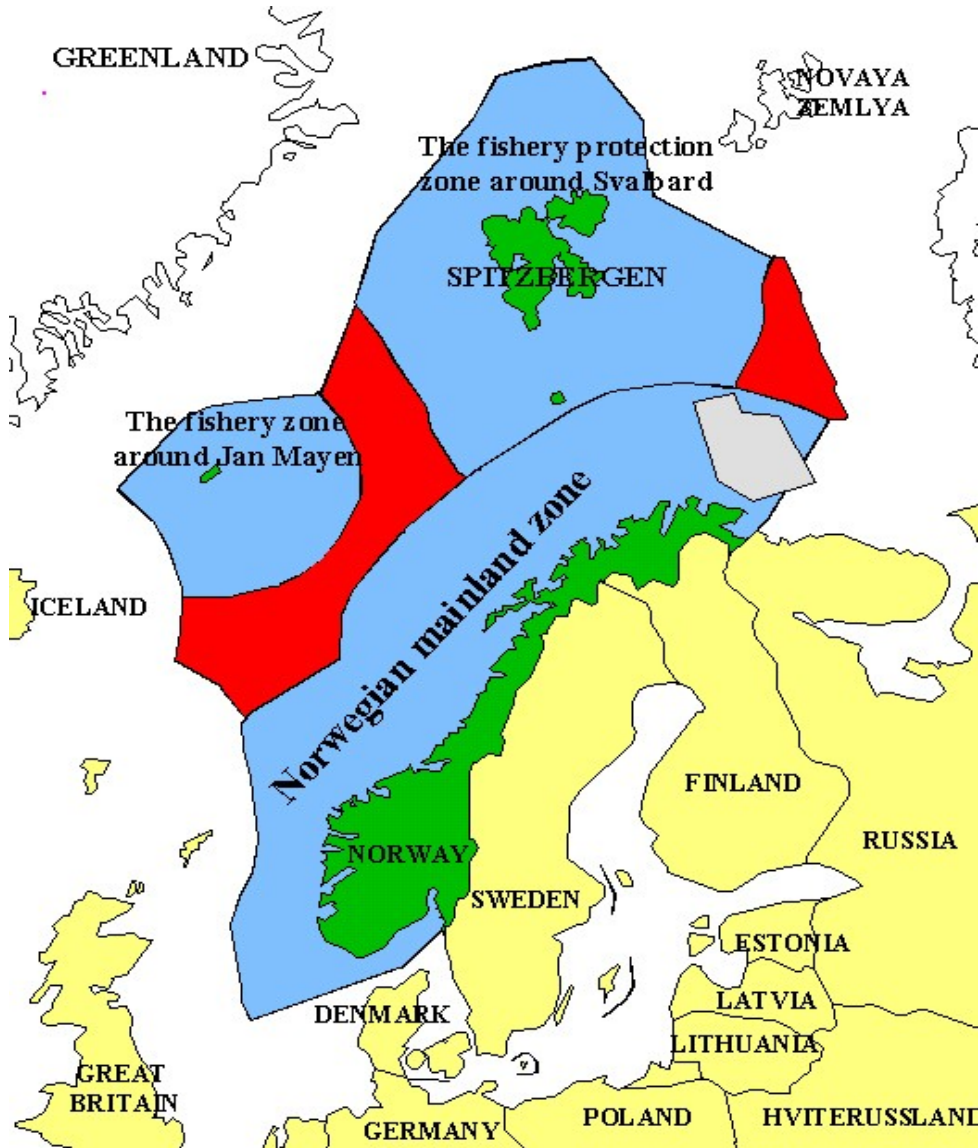 GREENLAND
NOVAYA
ZEMLYA
The fishery protection
zone around Svalbard
SPITZBERGEN
The fishery zone
around Jan Mayen
Norwegian mainland zone
ICELAND
FINLAND
RUSSIA
NORWAY
SWEDEN
ESTONIA
LATVIA
DENMARK
LITHUANIA
GREAT
BRITAIN
GERMANY
POLAND
HVITERUSSLAND